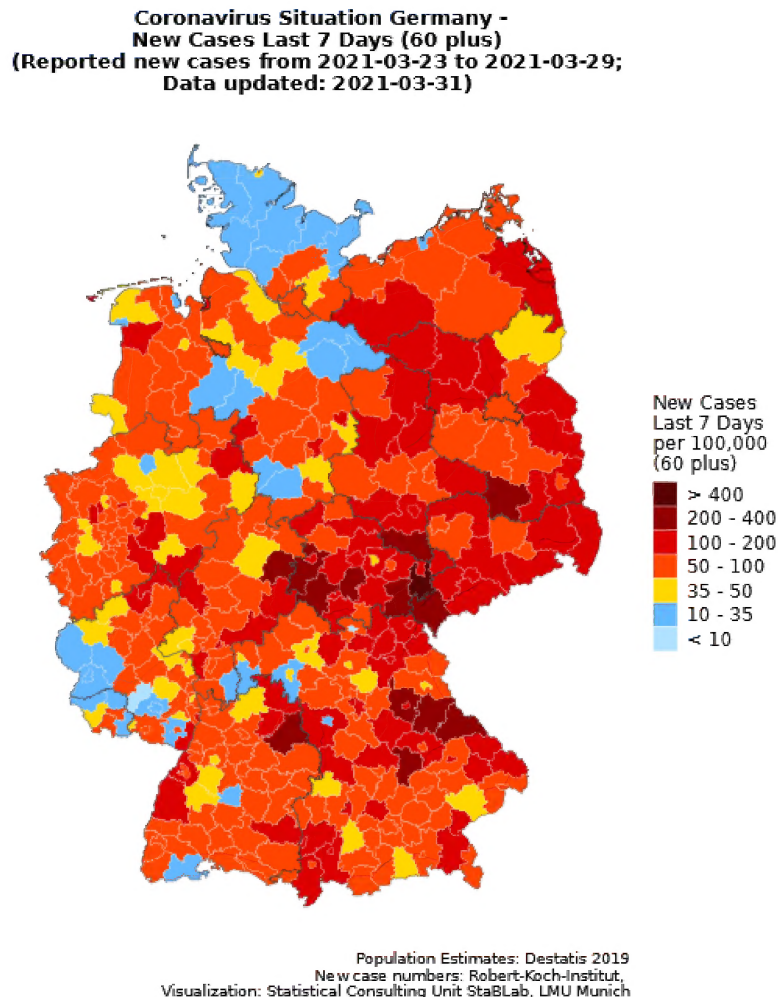 Coronavirus Situation Germany -
New Cases Last 7 Days (60 plus)
(Reported new cases from 2021-03-23 to 2021-03-29;
Data updated: 2021-03-31)
New Cases
Last 7 Days
per 100,000
(60 plus)
> 400
200 - 400
100 - 200
50 - 100
35 - 50
10 - 35
< 10
Population Estimates: Destatis 2019
New case numbers: Robert-Koch-Institut,
Visualization: Statistical Consulting Unit StaBLab, LMU Munich